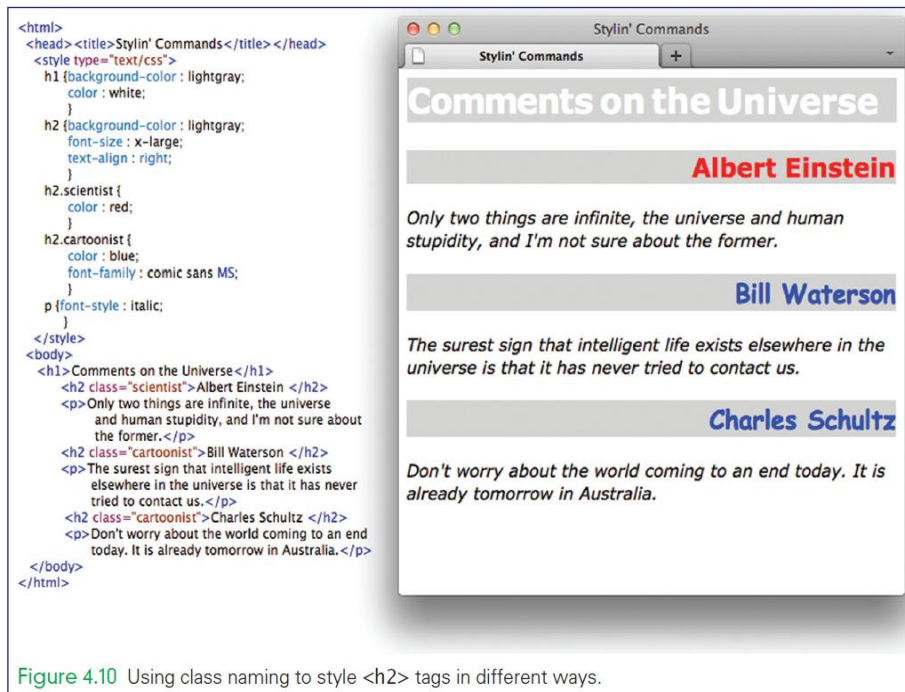 <html>
<head><title>Stylin' Commands</title></head>
<style type="text/css">
h1 {background-color : lightgray;
color : white;
}
h2 {background-color : lightgray;
font-size : x-large;
text-align : right;
}
h2.scientist {
color : red;
}
h2.cartoonist {
color : blue;
font-family : comic sans MS;
}
p {font-style : italic;
}
</style>
<body>
<h1>Comments on the Universe</h1>
<h2 class="scientist">Albert Einstein </h2>
<p>Only two things are infinite, the universe
and human stupidity, and I'm not sure about
the former.</p>
<h2 class="cartoonist">Bill Waterson </h2>
<p>The surest sign that intelligent life exists
elsewhere in the universe is that it has never
tried to contact us.</p>
<h2 class="cartoonist">Charles Schultz </h2>
<p>Don't worry about the world coming to an end
today. It is already tomorrow in Australia.</p>
</body>
</html>
Stylin' Commands
Stylin' Commands +
Comments on the Universe
Albert Einstein
Only two things are infinite, the universe and human
stupidity, and I'm not sure about the former.
Bill Waterson
The surest sign that intelligent life exists elsewhere in the
universe is that it has never tried to contact us.
Charles Schultz
Don't worry about the world coming to an end today. It is
already tomorrow in Australia.
Figure 4.10 Using class naming to style <h2> tags in different ways.